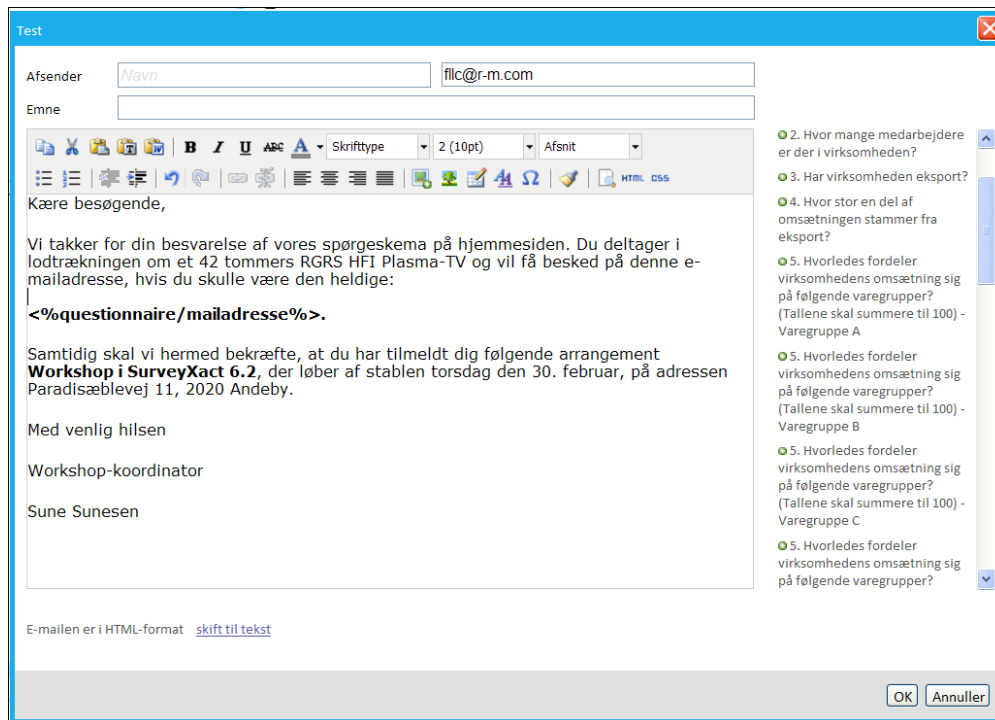 Test
Afsender Navn fllc@r-m.com
Emne
B I U ABC A Skrifttype 2 (10pt) Afsnit
HTML CSS
Kære besøgende,
Vi takker for din besvarelse af vores spørgeskema på hjemmesiden. Du deltager i
lodtrækningen om et 42 tommers RGRS HFI Plasma-TV og vil få besked på denne e-
mailadresse, hvis du skulle være den heldige:
<%questionnaire/mailadresse%>.
Samtidig skal vi hermed bekræfte, at du har tilmeldt dig følgende arrangement
Workshop i SurveyXact 6.2, der løber af stablen torsdag den 30. februar, på adressen
Paradisæblevej 11, 2020 Andeby.
Med venlig hilsen
Workshop-koordinator
Sune Sunesen
2. Hvor mange medarbejdere
er der i virksomheden?
3. Har virksomheden eksport?
4. Hvor stor en del af
omsætningen stammer fra
eksport?
5. Hvorledes fordeler
virksomhedens omsætning sig
på følgende varegrupper?
(Tallene skal summere til 100) -
Varegruppe A
5. Hvorledes fordeler
virksomhedens omsætning sig
på følgende varegrupper?
(Tallene skal summere til 100) -
Varegruppe B
5. Hvorledes fordeler
virksomhedens omsætning sig
på følgende varegrupper?
(Tallene skal summere til 100) -
Varegruppe C
5. Hvorledes fordeler
virksomhedens omsætning sig
på følgende varegrupper?
E-mailen er i HTML-format skift til tekst
OK Annuller